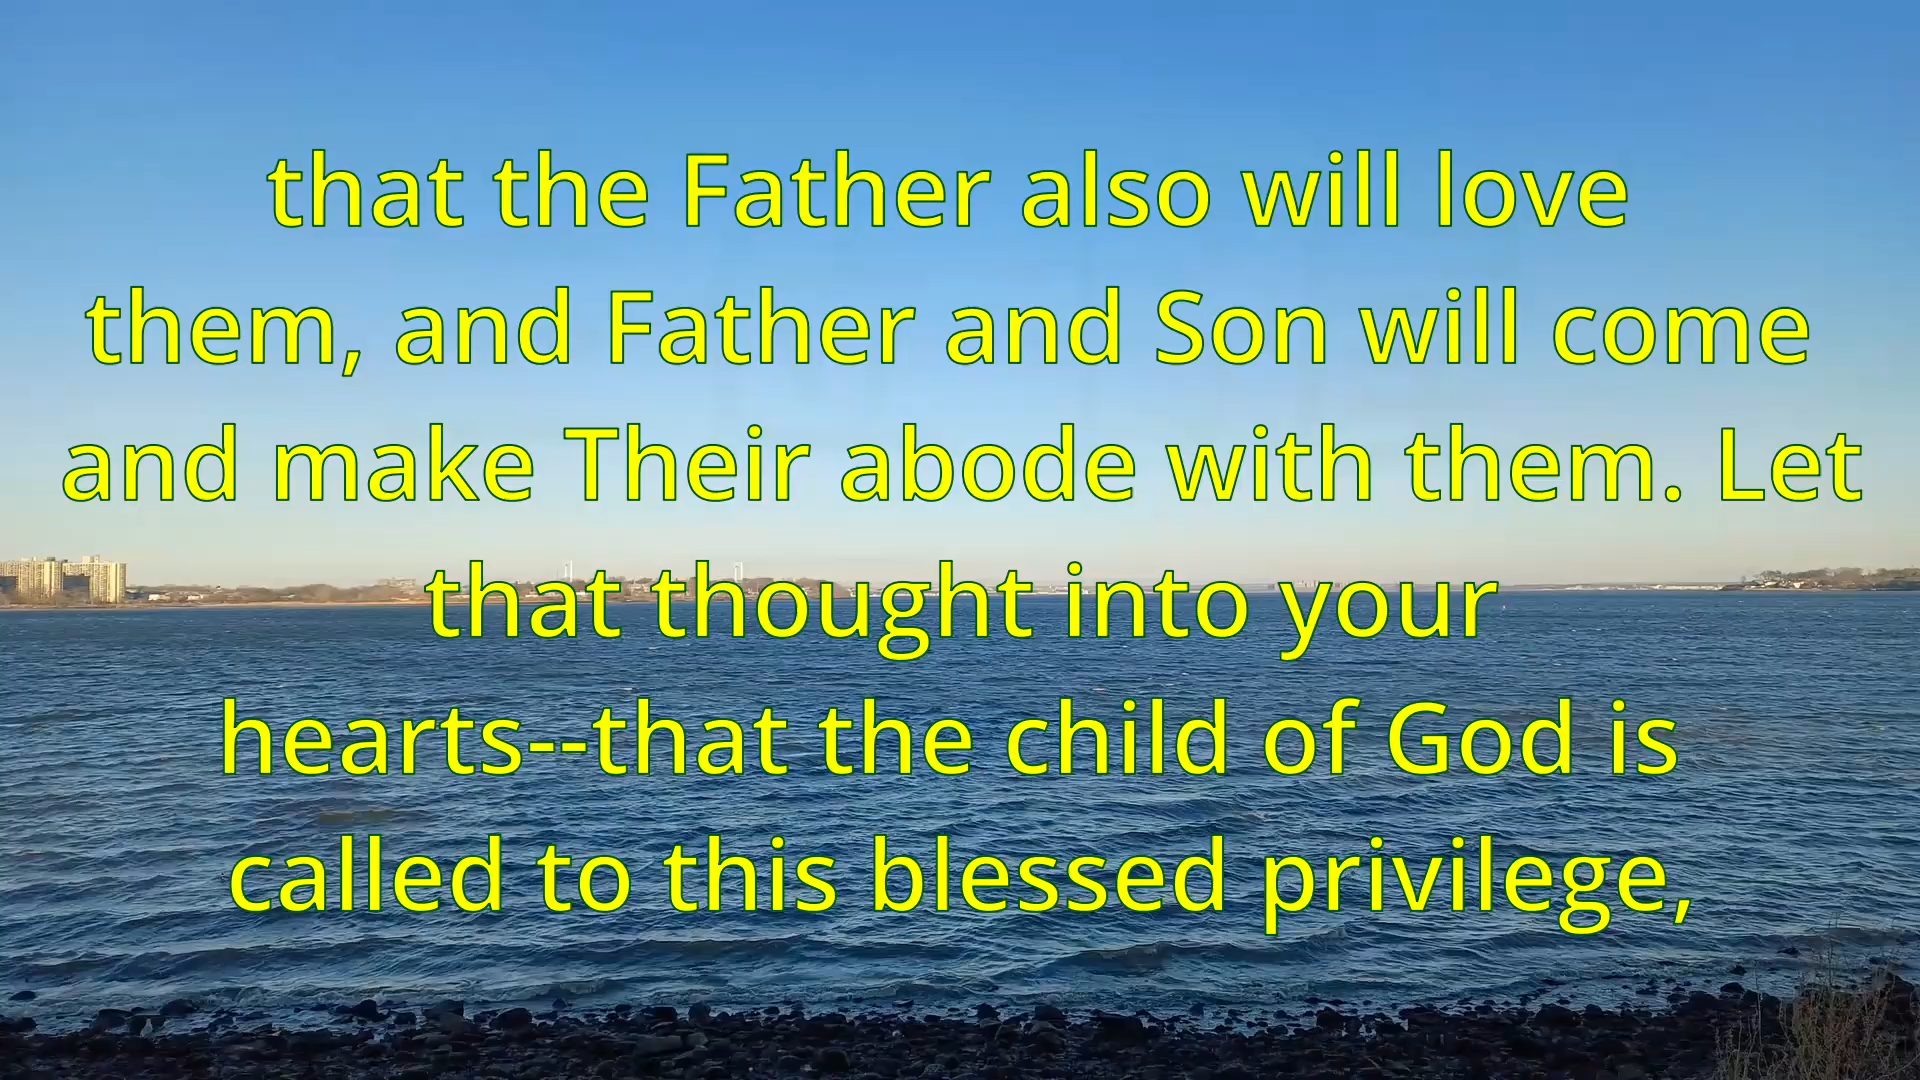 that the Father also will love
them, and Father and Son will come
and make Their abode with them. Let
that thought into your
hearts--that the child of God is
called to this blessed privilege,